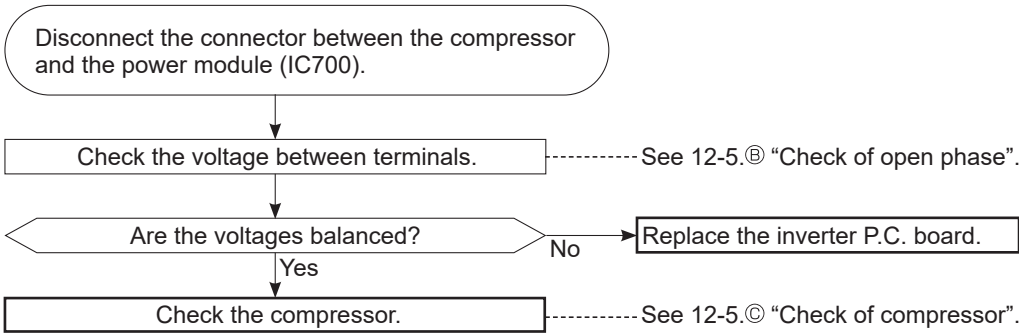 Disconnect the connector between the compressor
and the power module (IC700).
Check the voltage between terminals.
See 12-5.Ⓑ “Check of open phase”.
Are the voltages balanced?
No
Replace the inverter P.C. board.
Yes
Check the compressor.
See 12-5.Ⓒ “Check of compressor”.